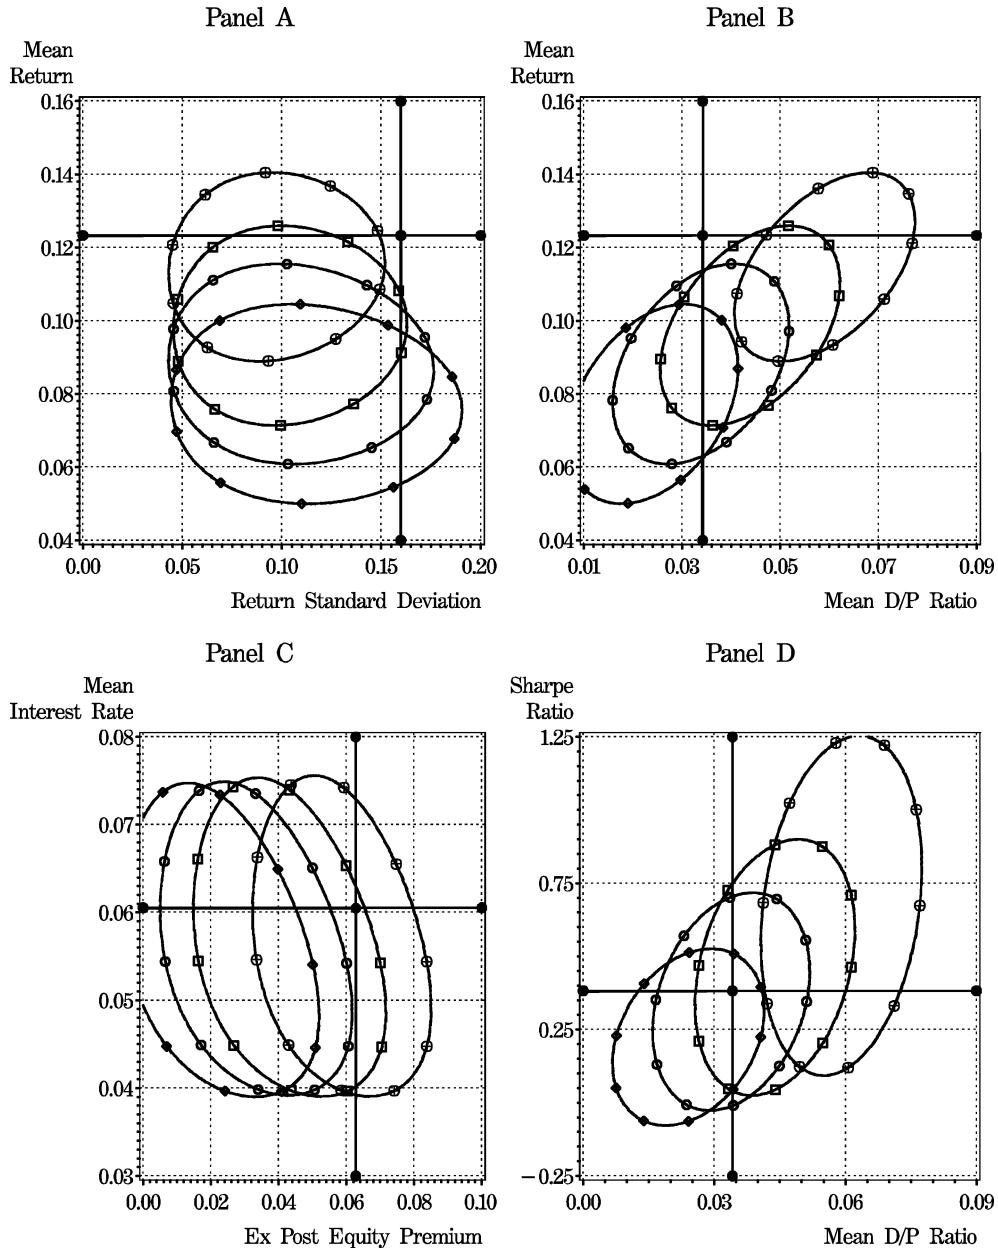 Panel A
Mean
Return
0.16
0.14
0.12
0.10
0.08
0.06
0.04
0.00 0.05 0.10 0.15 0.20
Return Standard Deviation
Panel B
Mean
Return
0.16
0.14
0.12
0.10
0.08
0.06
0.04
0.01 0.03 0.05 0.07 0.09
Mean D/P Ratio
Panel C
Mean
Interest Rate
0.08
0.07
0.06
0.05
0.04
0.03
0.00 0.02 0.04 0.06 0.08 0.10
Ex Post Equity Premium
Panel D
Sharpe
Ratio
1.25
0.75
0.25
−0.25
0.00 0.03 0.06 0.09
Mean D/P Ratio